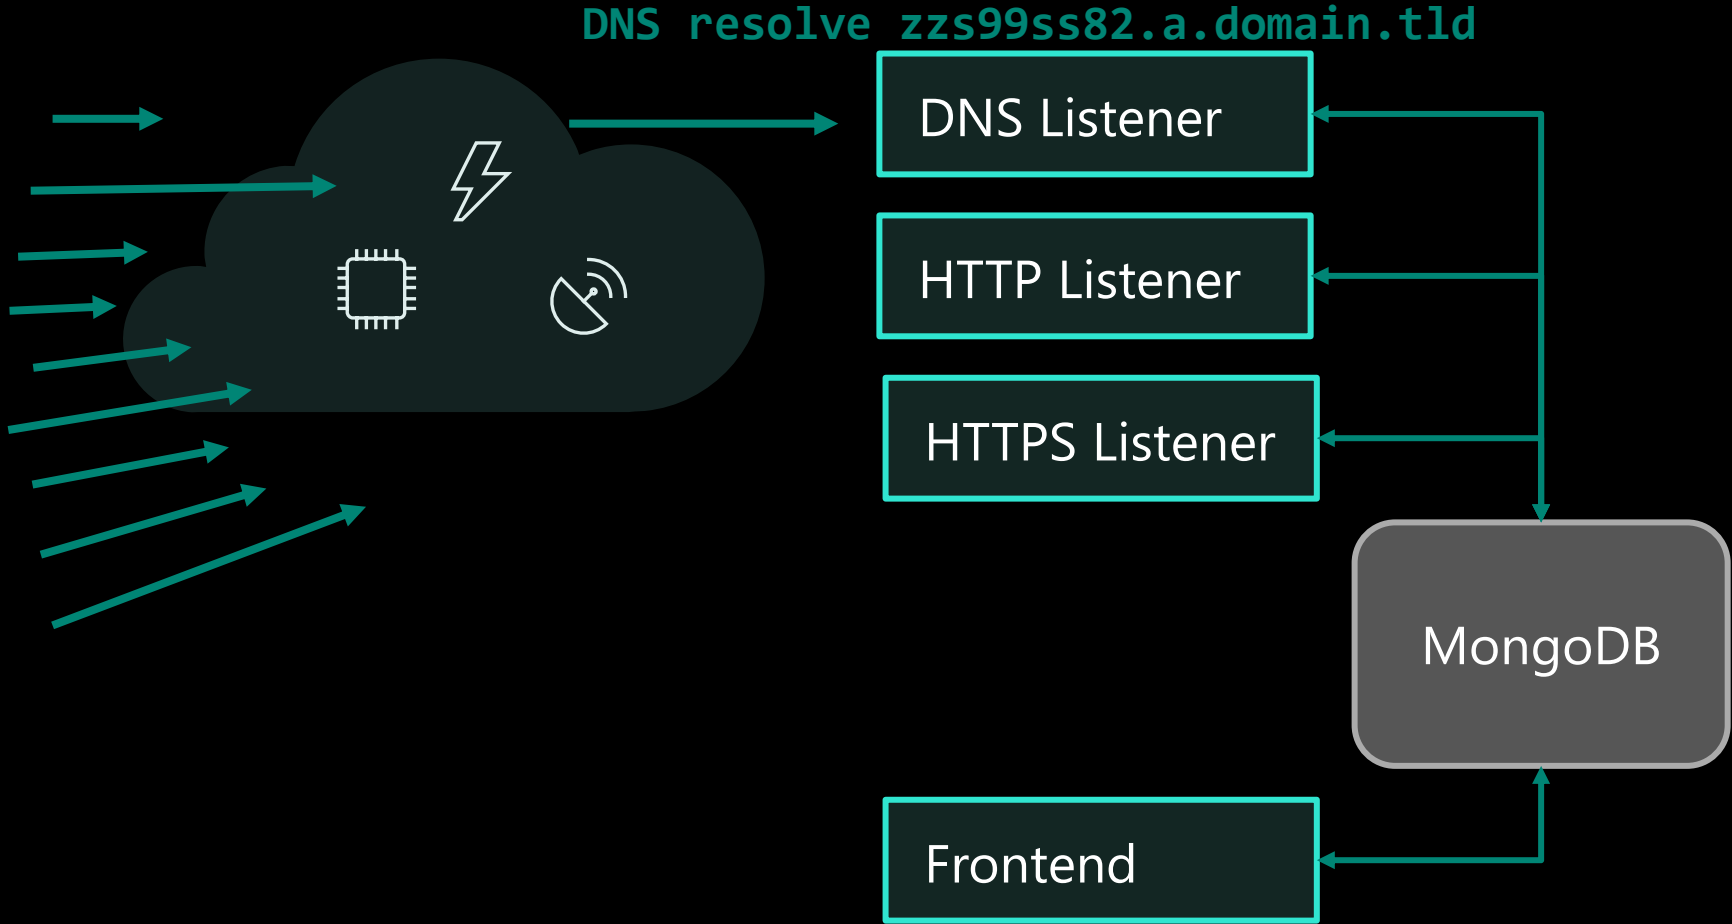 DNS resolve zzs99ss82.a.domain.tld
DNS Listener
HTTP Listener
HTTPS Listener
MongoDB
Frontend